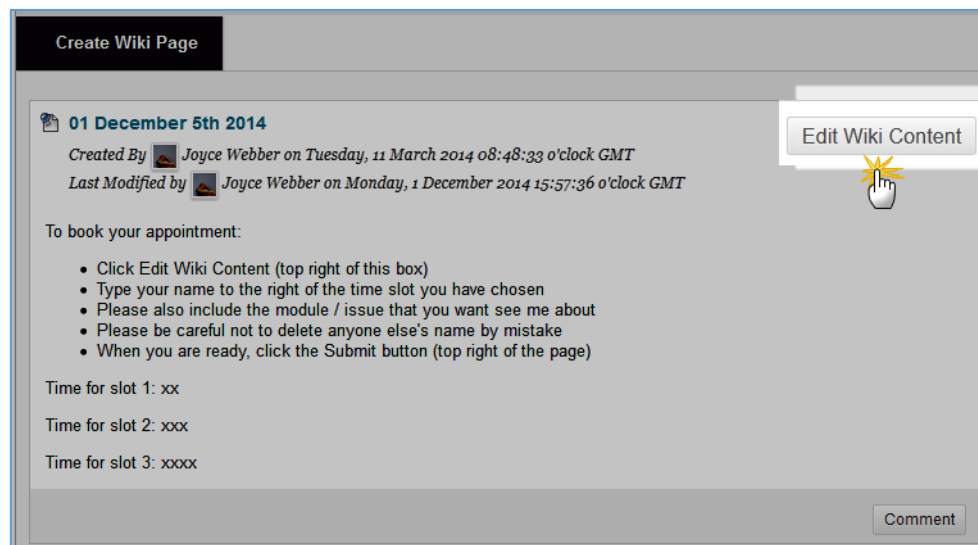 Create Wiki Page
01 December 5th 2014
Edit Wiki Content
Created By Joyce Webber on Tuesday, 11 March 2014 08:48:33 o'clock GMT
Last Modified by Joyce Webber on Monday, 1 December 2014 15:57:36 o'clock GMT
To book your appointment:
• Click Edit Wiki Content (top right of this box)
• Type your name to the right of the time slot you have chosen
• Please also include the module / issue that you want see me about
• Please be careful not to delete anyone else's name by mistake
• When you are ready, click the Submit button (top right of the page)
Time for slot 1: xx
Time for slot 2: xxx
Time for slot 3: xxxx
Comment